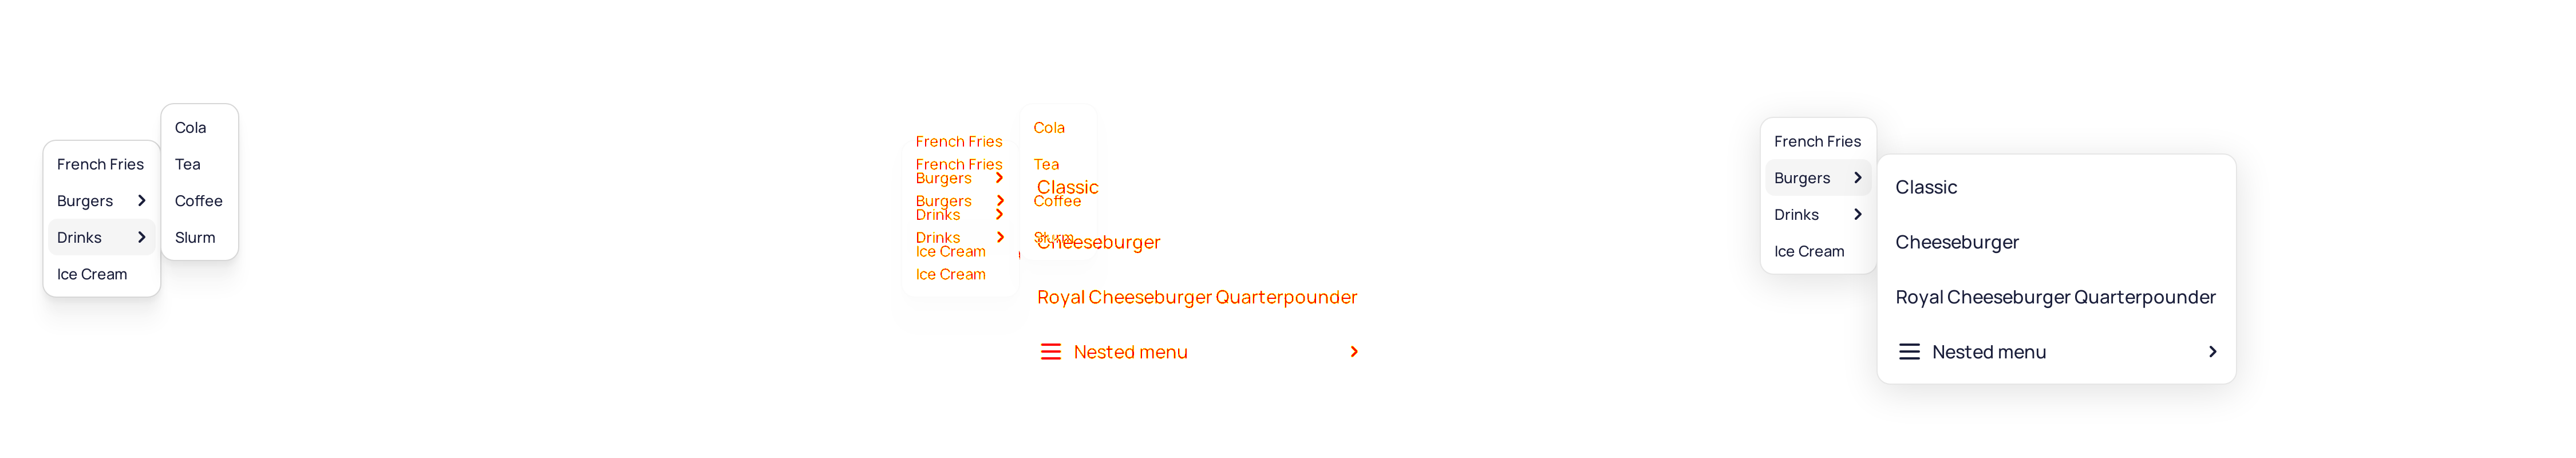 French Fries
Burgers
Drinks
Ice Cream
Cola
Tea
Coffee
Slurm
French Fries
French Fries
Burgers
Burgers
Drinks
Drinks
Ice Cream
Ice Cream
Cola
Tea
Classic
Coffee
Slurm
Cheeseburger
Royal Cheeseburger Quarterpounder
Nested menu
French Fries
Burgers
Drinks
Ice Cream
Classic
Cheeseburger
Royal Cheeseburger Quarterpounder
Nested menu